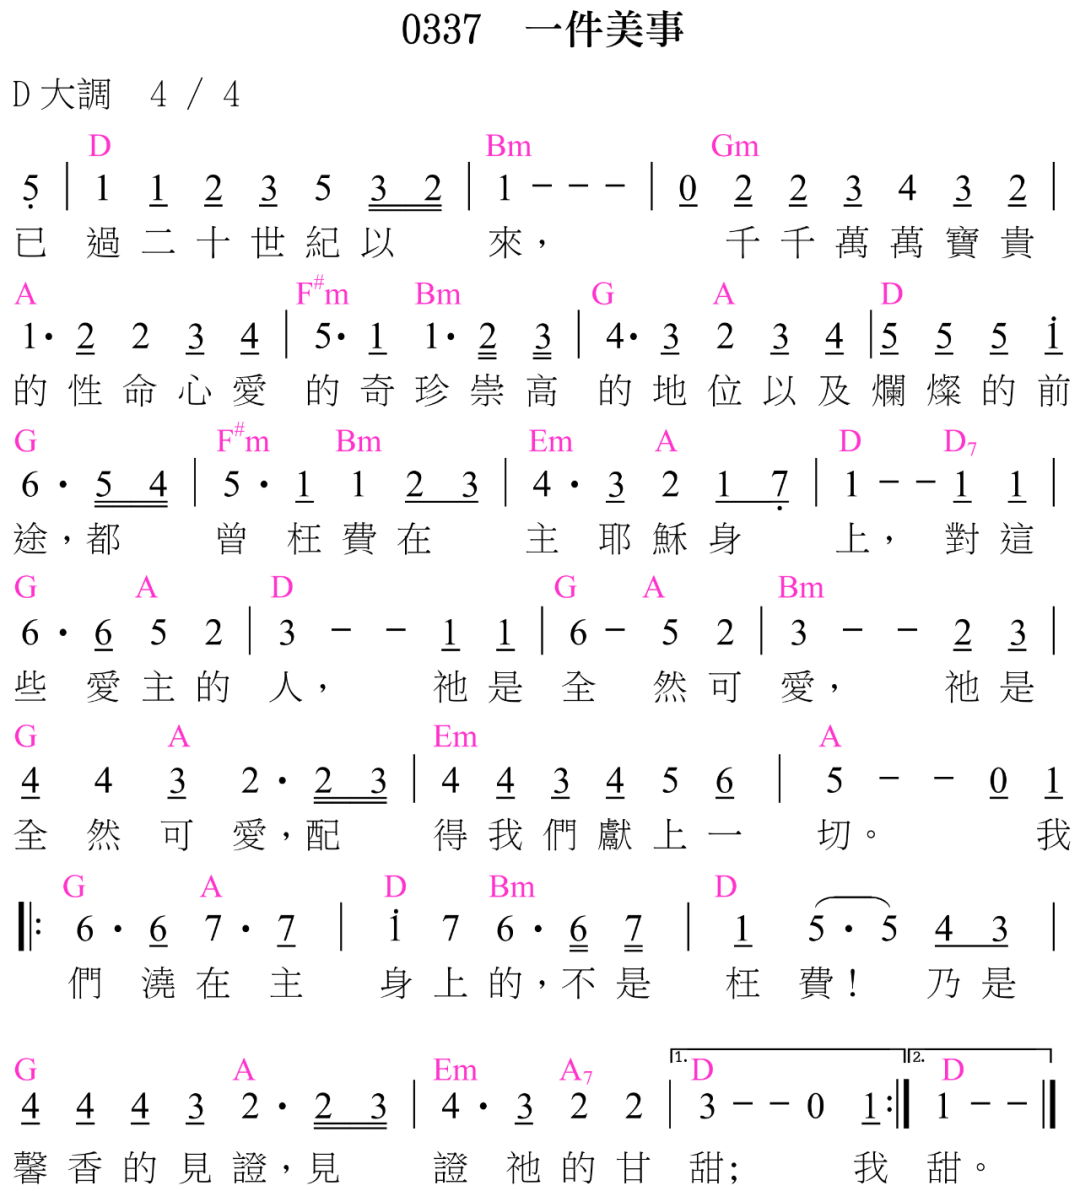 0337 一件美事
D 大調 4 / 4
D Bm Gm
5 | 1 1 2 3 5 3 2 | 1 - - - | 0 2 2 3 4 3 2 |
已 過 二 十 世 紀 以 來， 千 千 萬 萬 寶 貴
A F#m Bm G A D
1· 2 2 3 4 | 5· 1 1· 2 3 | 4· 3 2 3 4 | 5 5 5 i
的 性 命 心 愛 的 奇 珍 崇 高 的 地 位 以 及 爛 燦 的 前
G F#m Bm Em A D D7
6 · 5 4 | 5 · 1 1 2 3 | 4 · 3 2 1 7 | 1 - - 1 1 |
途，都 曾 枉 費 在 主 耶 穌 身 上， 對 這
G A D G A Bm
6 · 6 5 2 | 3 - - 1 1 | 6 - 5 2 | 3 - - 2 3 |
些 愛 主 的 人， 祂 是 全 然 可 愛， 祂 是
G A Em A
4 4 3 2 · 2 3 | 4 4 3 4 5 6 | 5 - - 0 1
全 然 可 愛，配 得 我 們 獻 上 一 切。 我
G A D Bm D
‖: 6 · 6 7 · 7 | i 7 6 · 6 7 | 1 5 · 5 4 3 |
們 澆 在 主 身 上 的，不 是 枉 費！ 乃 是
G A Em A7 1. D 2. D
4 4 4 3 2 · 2 3 | 4 · 3 2 2 | 3 - - 0 1 :‖ 1 - - ‖
馨 香 的 見 證，見 證 祂 的 甘 甜; 我 甜。